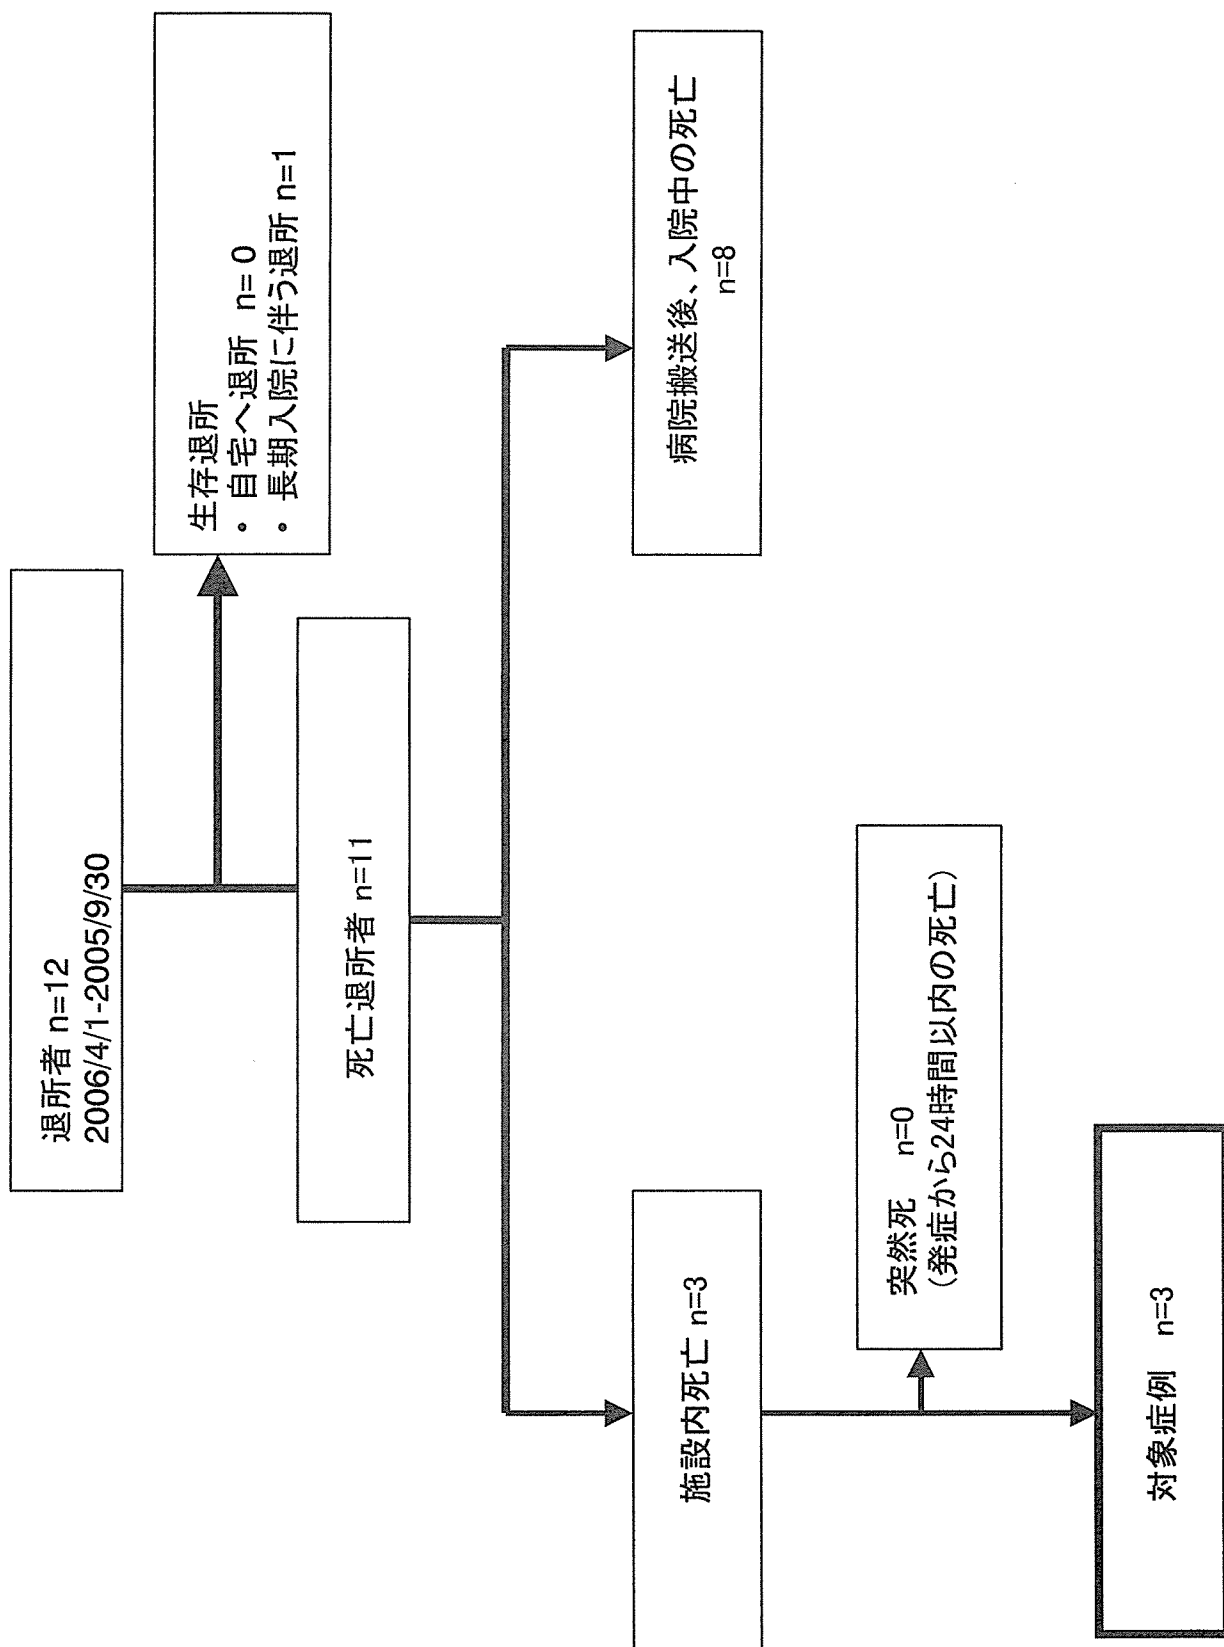 退所者 n=12
2006/4/1-2005/9/30
生存退所
・ 自宅へ退所 n= 0
・ 長期入院に伴う退所 n=1
死亡退所者 n=11
施設内死亡 n=3
病院搬送後、入院中の死亡
n=8
突然死 n=0
(発症から24時間以内の死亡)
対象症例 n=3